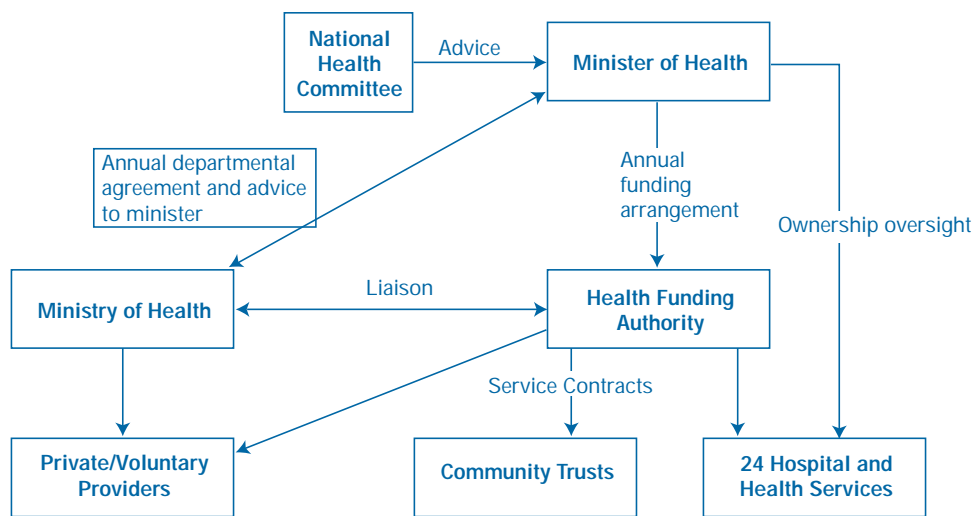 National
Health
Committee
Advice
Minister of Health
Annual departmental
agreement and advice
to minister
Annual
funding
arrangement
Ownership oversight
Ministry of Health
Liaison
Health Funding
Authority
Service Contracts
Private/Voluntary
Providers
Community Trusts
24 Hospital and
Health Services